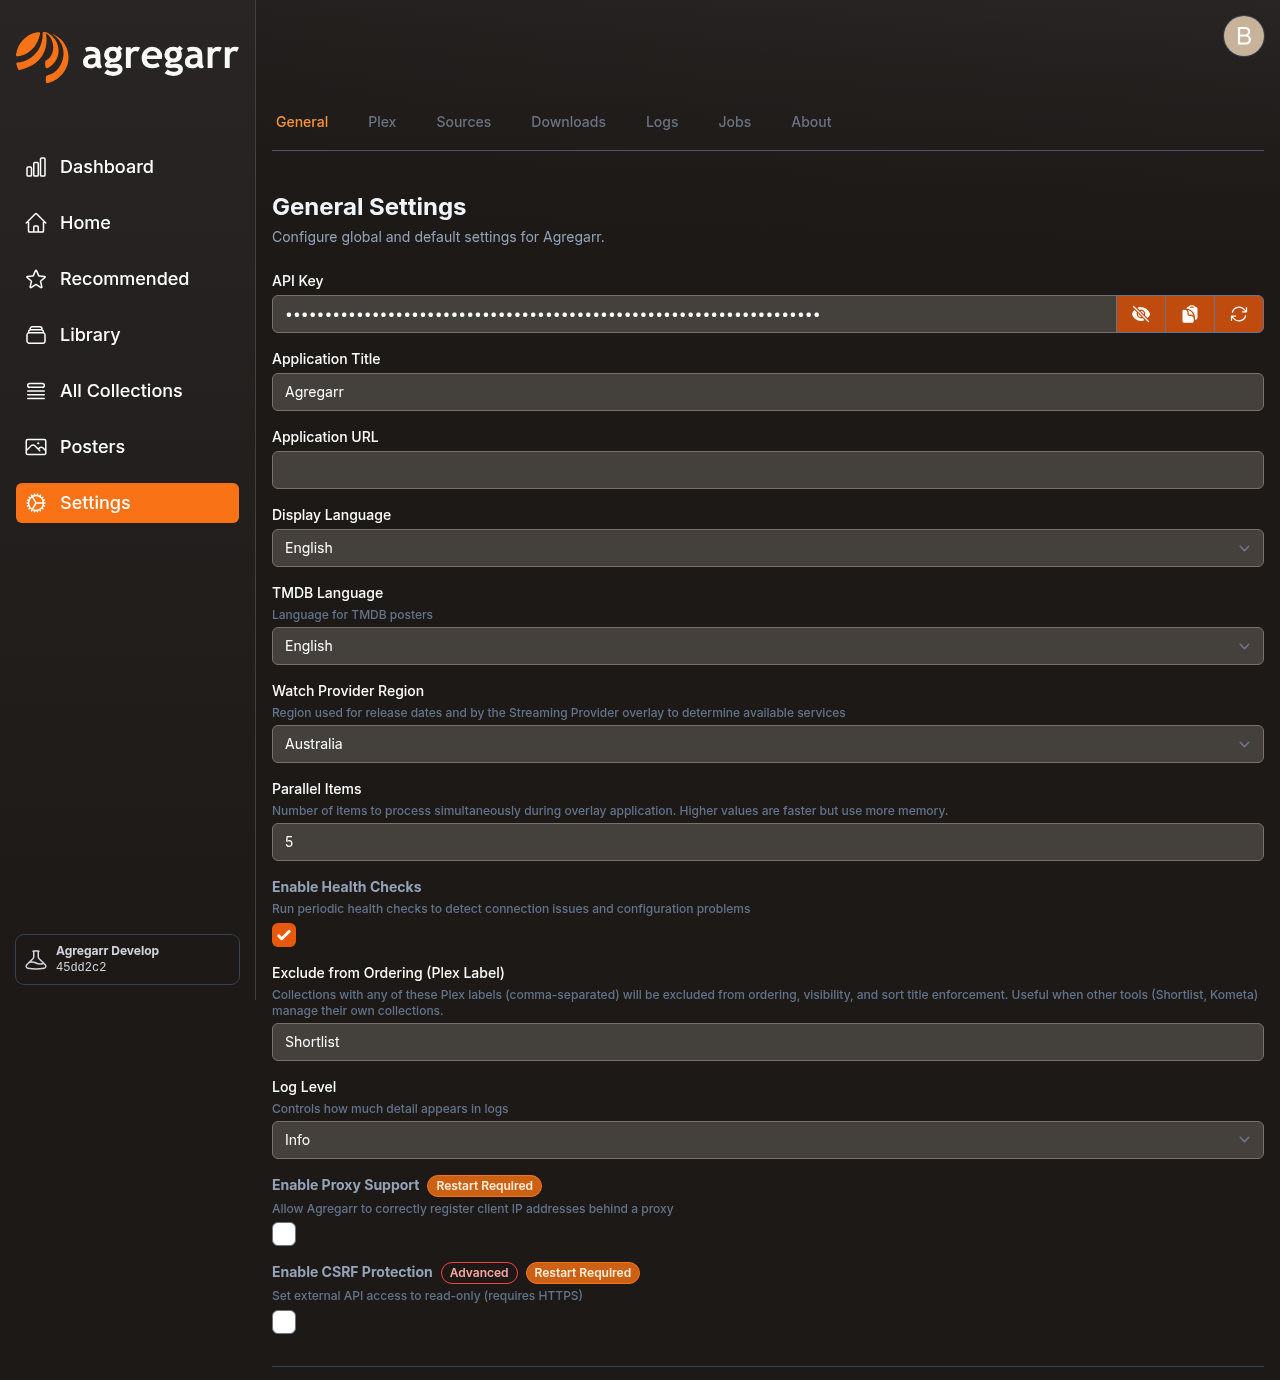 agregarr
Dashboard
Home
Recommended
Library
All Collections
Posters
Settings
Agregarr Develop
45dd2c2
B
General Plex Sources Downloads Logs Jobs About
General Settings
Configure global and default settings for Agregarr.
API Key
••••••••••••••••••••••••••••••••••••••••••••••••••••••••••••••••••••
Application Title
Agregarr
Application URL
Display Language
English
TMDB Language
Language for TMDB posters
English
Watch Provider Region
Region used for release dates and by the Streaming Provider overlay to determine available services
Australia
Parallel Items
Number of items to process simultaneously during overlay application. Higher values are faster but use more memory.
5
Enable Health Checks
Run periodic health checks to detect connection issues and configuration problems
Exclude from Ordering (Plex Label)
Collections with any of these Plex labels (comma-separated) will be excluded from ordering, visibility, and sort title enforcement. Useful when other tools (Shortlist, Kometa)
manage their own collections.
Shortlist
Log Level
Controls how much detail appears in logs
Info
Enable Proxy Support Restart Required
Allow Agregarr to correctly register client IP addresses behind a proxy
Enable CSRF Protection Advanced Restart Required
Set external API access to read-only (requires HTTPS)